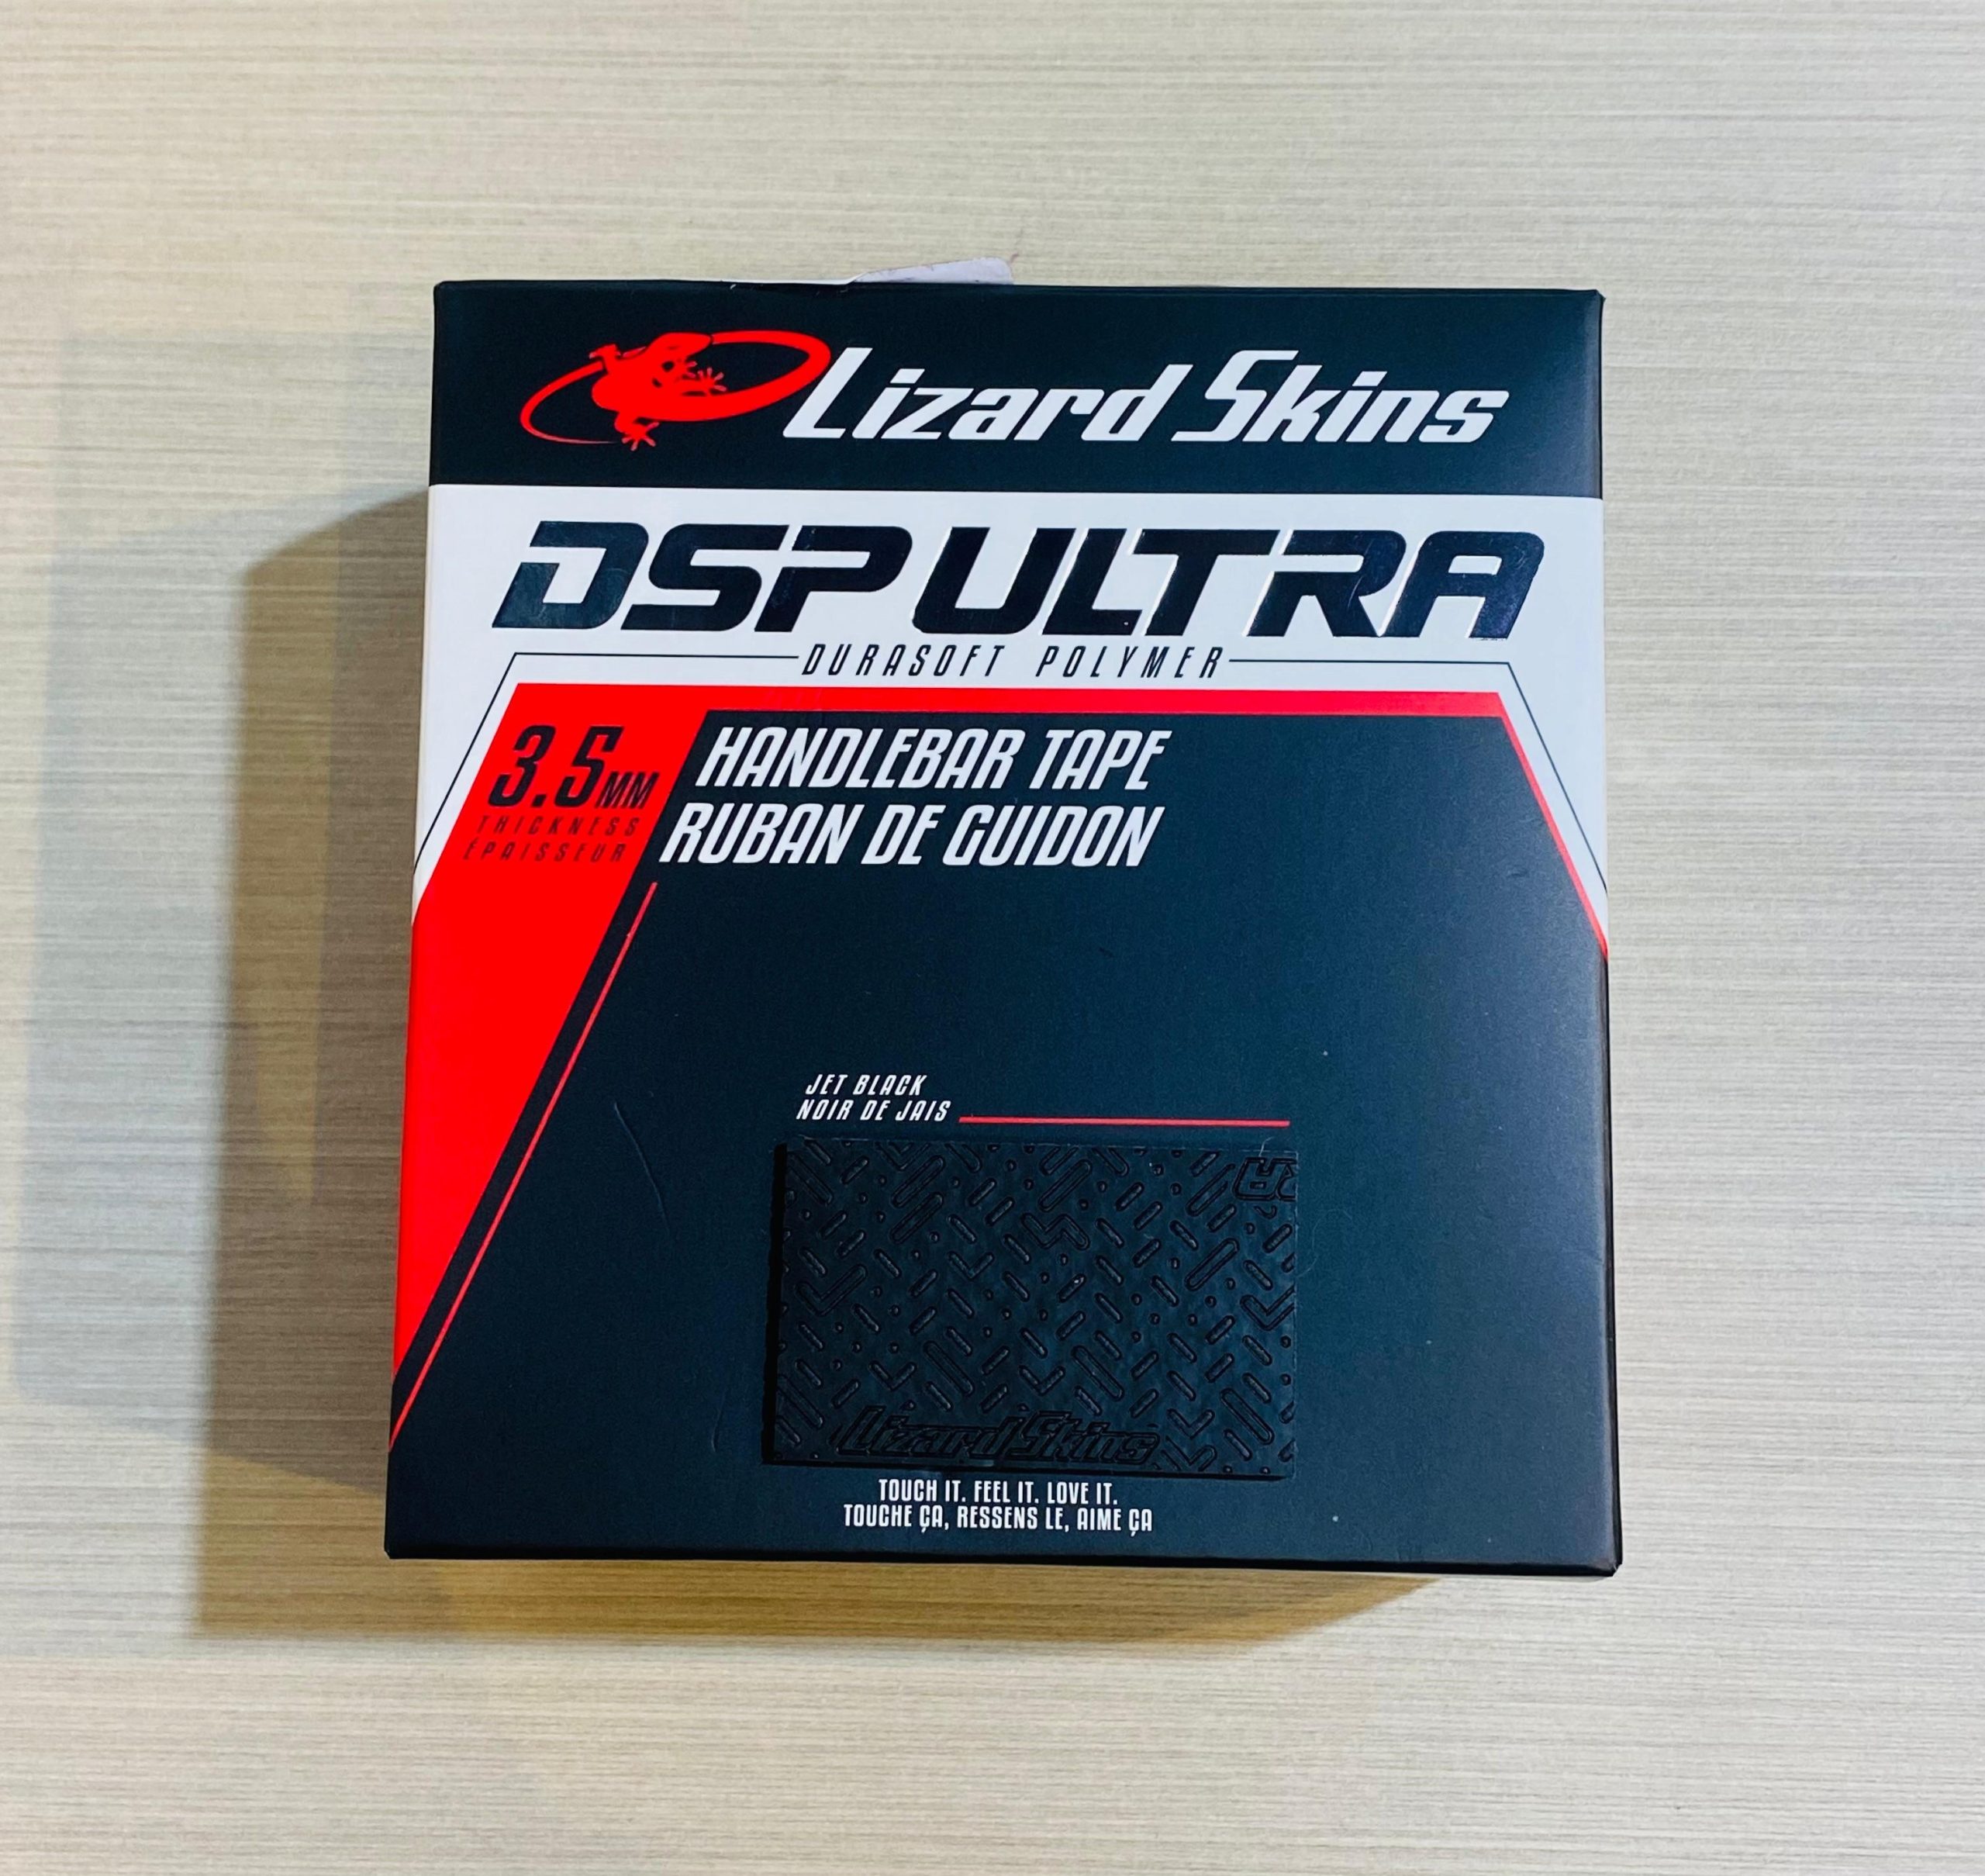 Lizard Skins
DSP ULTRA
DURASOFT POLYMER
3.5MM
THICKNESS
ÉPAISSEUR
HANDLEBAR TAPE
RUBAN DE GUIDON
JET BLACK
NOIR DE JAIS
Lizard Skins
TOUCH IT. FEEL IT. LOVE IT.
TOUCHE ÇA, RESSENS LE, AIME ÇA